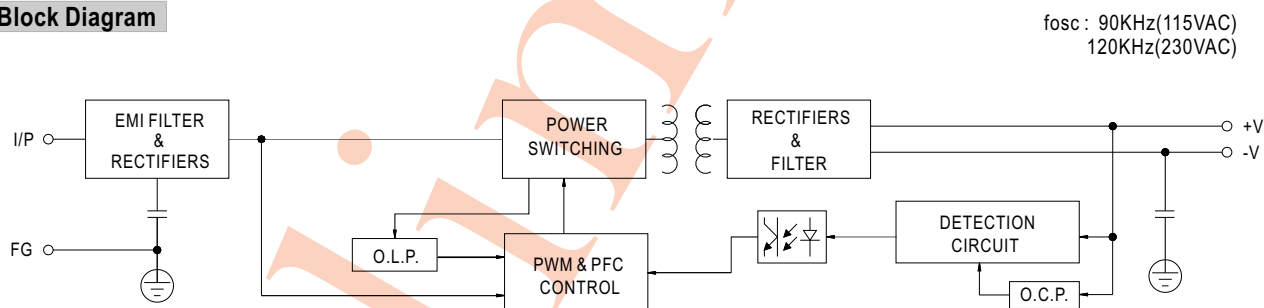 Block Diagram
fosc : 90KHz(115VAC)
120KHz(230VAC)
I/P
EMI FILTER
&
RECTIFIERS
POWER
SWITCHING
RECTIFIERS
&
FILTER
+V
-V
FG
O.L.P.
PWM & PFC
CONTROL
DETECTION
CIRCUIT
O.C.P.